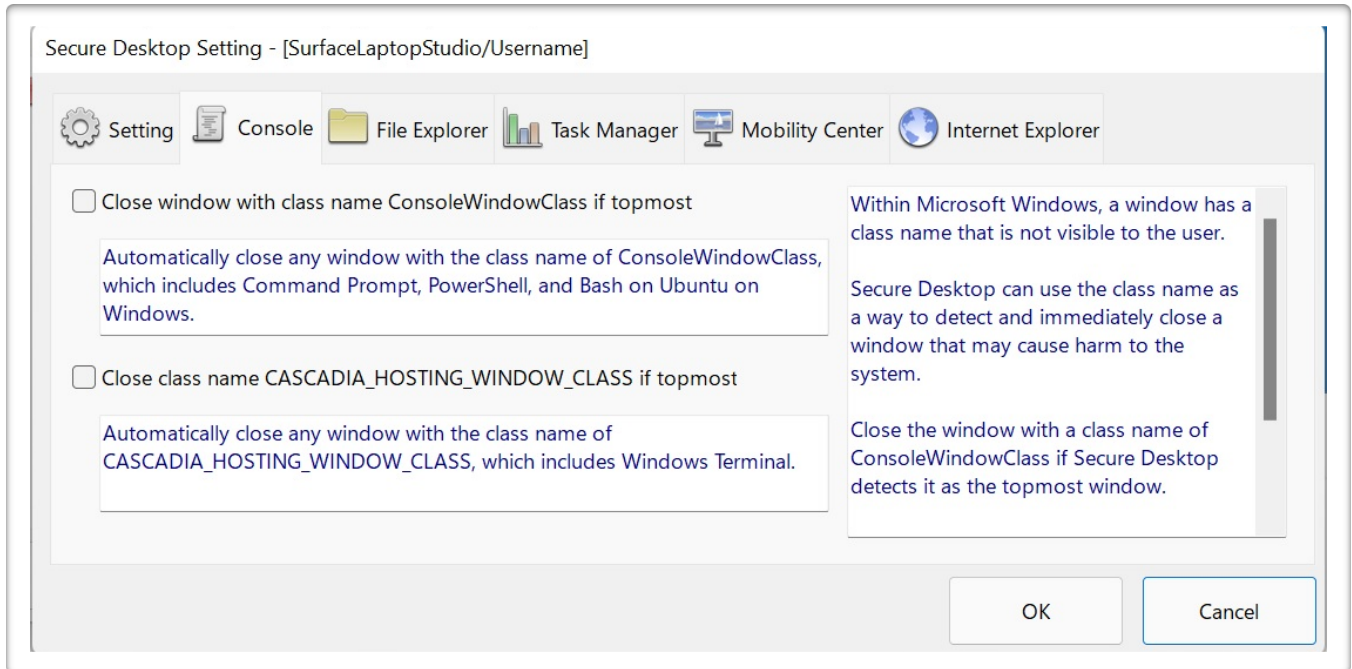 Secure Desktop Setting - [SurfaceLaptopStudio/Username]
Setting
Console
File Explorer
Task Manager
Mobility Center
Internet Explorer
Close window with class name ConsoleWindowClass if topmost
Automatically close any window with the class name of ConsoleWindowClass,
which includes Command Prompt, PowerShell, and Bash on Ubuntu on
Windows.
Close class name CASCADIA_HOSTING_WINDOW_CLASS if topmost
Automatically close any window with the class name of
CASCADIA_HOSTING_WINDOW_CLASS, which includes Windows Terminal.
Within Microsoft Windows, a window has a
class name that is not visible to the user.
Secure Desktop can use the class name as
a way to detect and immediately close a
window that may cause harm to the
system.
Close the window with a class name of
ConsoleWindowClass if Secure Desktop
detects it as the topmost window.
OK
Cancel